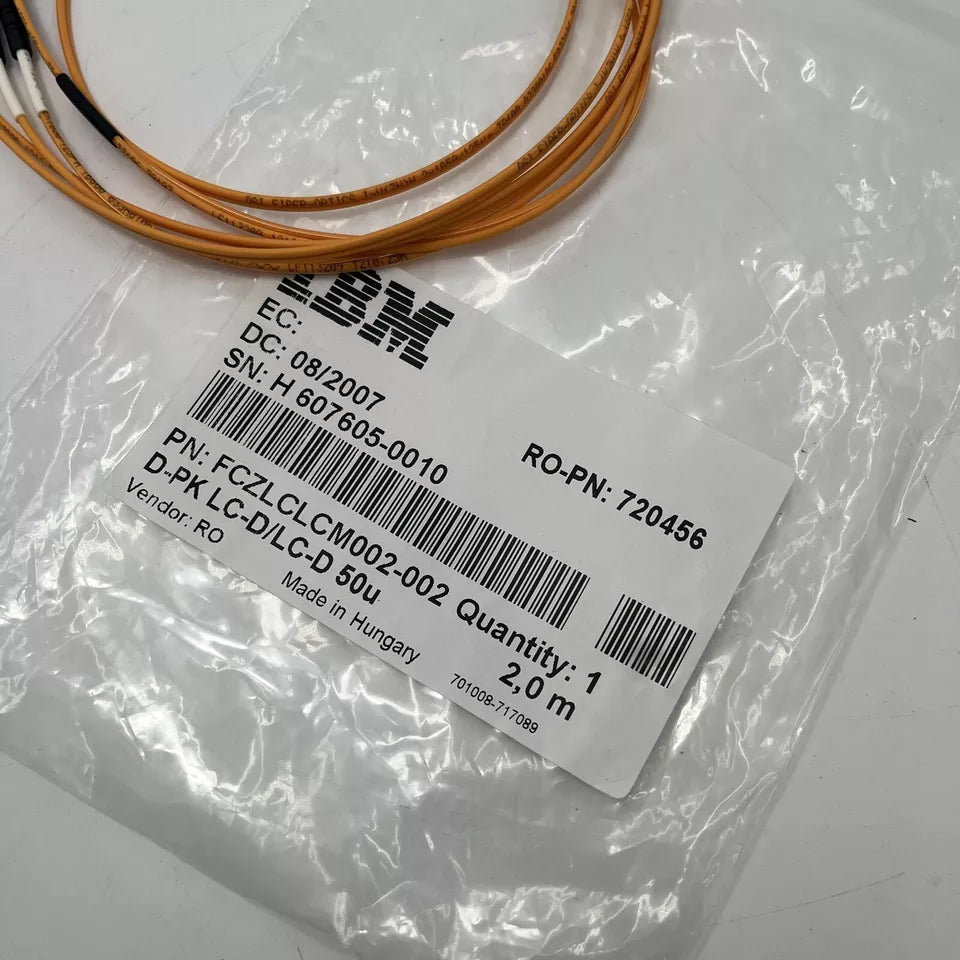 IBM
EC:
DC: 08/2007
SN: H 607605-0010
RO-PN: 720456
PN: FCZLCLCM002-002 Quantity: 1
D-PK LC-D/LC-D 50u 2,0 m
Vendor: RO
Made in Hungary
701008-717089